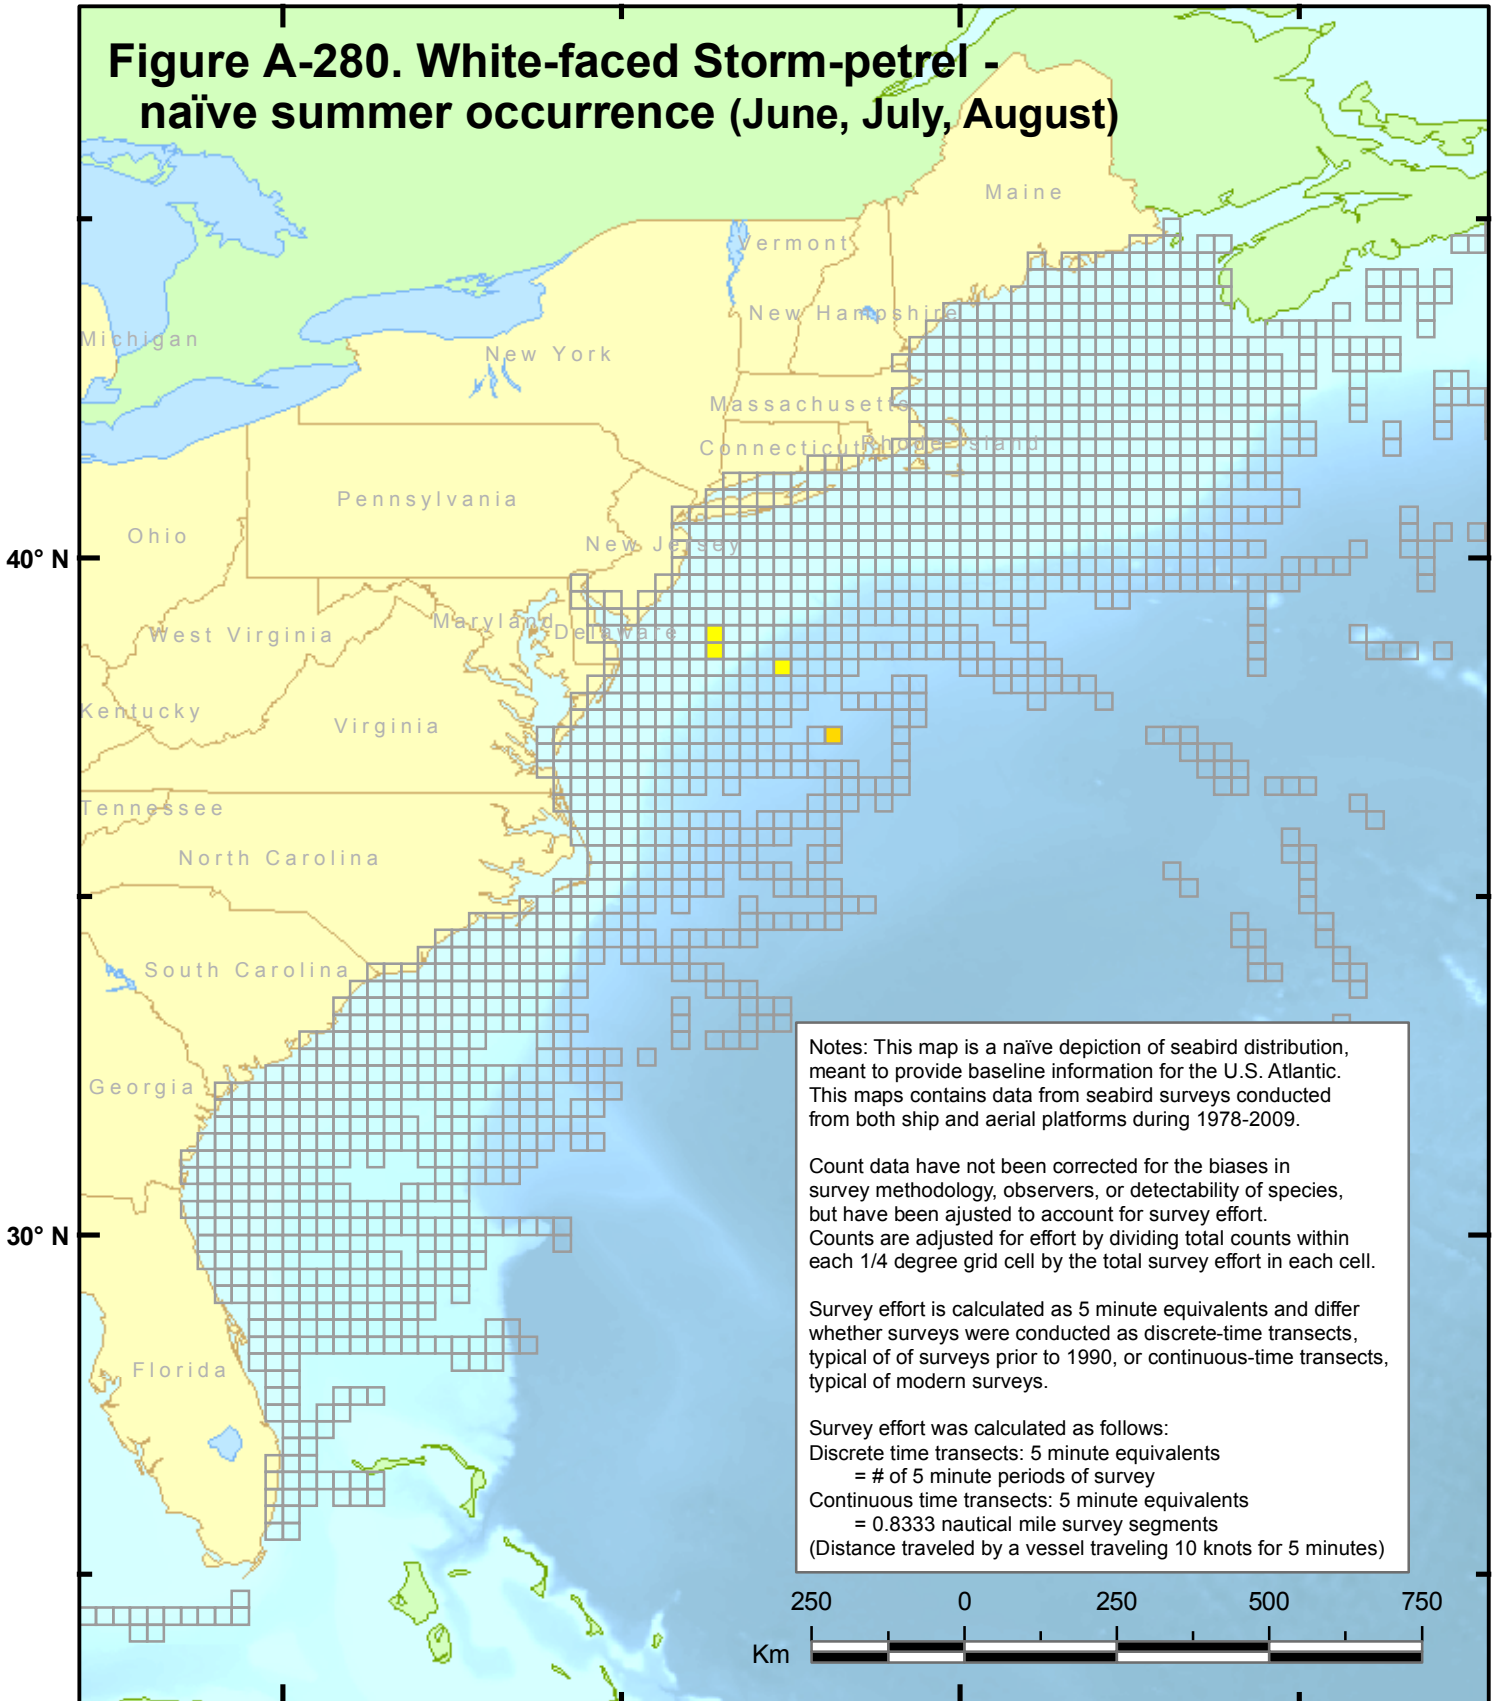 Figure A-280. White-faced Storm-petrel -
naïve summer occurrence (June, July, August)
Maine
Vermont
New Hampshire
Michigan
New York
Massachusetts
Connecticut
Rhode Island
Pennsylvania
Ohio
New Jersey
40° N
West Virginia
Maryland
Delaware
Kentucky
Virginia
Tennessee
North Carolina
South Carolina
Georgia
30° N
Florida
Notes: This map is a naïve depiction of seabird distribution,
meant to provide baseline information for the U.S. Atlantic.
This maps contains data from seabird surveys conducted
from both ship and aerial platforms during 1978-2009.
Count data have not been corrected for the biases in
survey methodology, observers, or detectability of species,
but have been ajusted to account for survey effort.
Counts are adjusted for effort by dividing total counts within
each 1/4 degree grid cell by the total survey effort in each cell.
Survey effort is calculated as 5 minute equivalents and differ
whether surveys were conducted as discrete-time transects,
typical of of surveys prior to 1990, or continuous-time transects,
typical of modern surveys.
Survey effort was calculated as follows:
Discrete time transects: 5 minute equivalents
= # of 5 minute periods of survey
Continuous time transects: 5 minute equivalents
= 0.8333 nautical mile survey segments
(Distance traveled by a vessel traveling 10 knots for 5 minutes)
250 0 250 500 750
Km